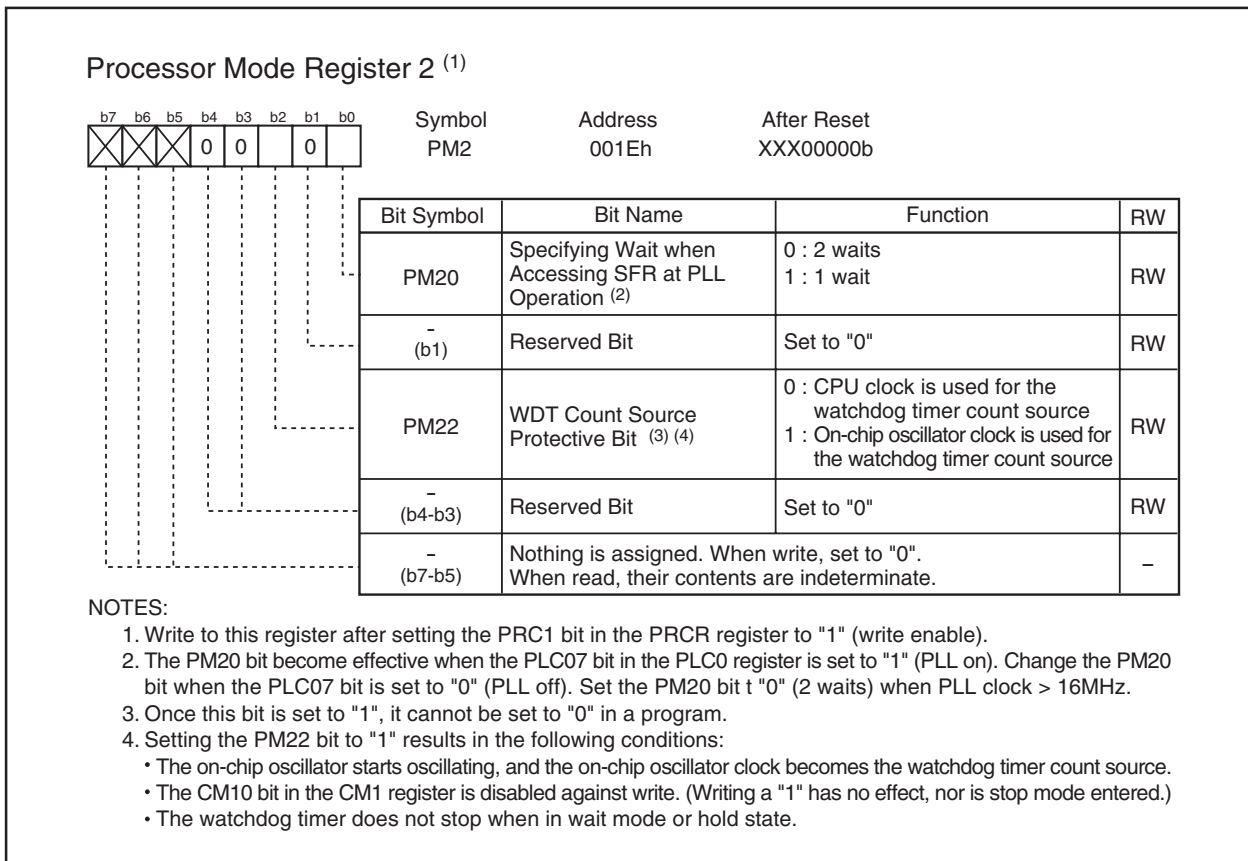 Processor Mode Register 2 (1)
b7 b6 b5 b4 b3 b2 b1 b0
0 0 0
Symbol Address After Reset
PM2 001Eh XXX00000b
Bit Symbol Bit Name Function RW
PM20
Specifying Wait when
Accessing SFR at PLL
Operation (2)
0 : 2 waits
1 : 1 wait
RW
–
(b1)
Reserved Bit
Set to "0"
RW
PM22
WDT Count Source
Protective Bit (3) (4)
0 : CPU clock is used for the
watchdog timer count source
1 : On-chip oscillator clock is used for
the watchdog timer count source
RW
–
(b4-b3)
Reserved Bit
Set to "0"
RW
–
(b7-b5)
Nothing is assigned. When write, set to "0".
When read, their contents are indeterminate.
–
NOTES:
1. Write to this register after setting the PRC1 bit in the PRCR register to "1" (write enable).
2. The PM20 bit become effective when the PLC07 bit in the PLC0 register is set to "1" (PLL on). Change the PM20
bit when the PLC07 bit is set to "0" (PLL off). Set the PM20 bit t "0" (2 waits) when PLL clock > 16MHz.
3. Once this bit is set to "1", it cannot be set to "0" in a program.
4. Setting the PM22 bit to "1" results in the following conditions:
• The on-chip oscillator starts oscillating, and the on-chip oscillator clock becomes the watchdog timer count source.
• The CM10 bit in the CM1 register is disabled against write. (Writing a "1" has no effect, nor is stop mode entered.)
• The watchdog timer does not stop when in wait mode or hold state.